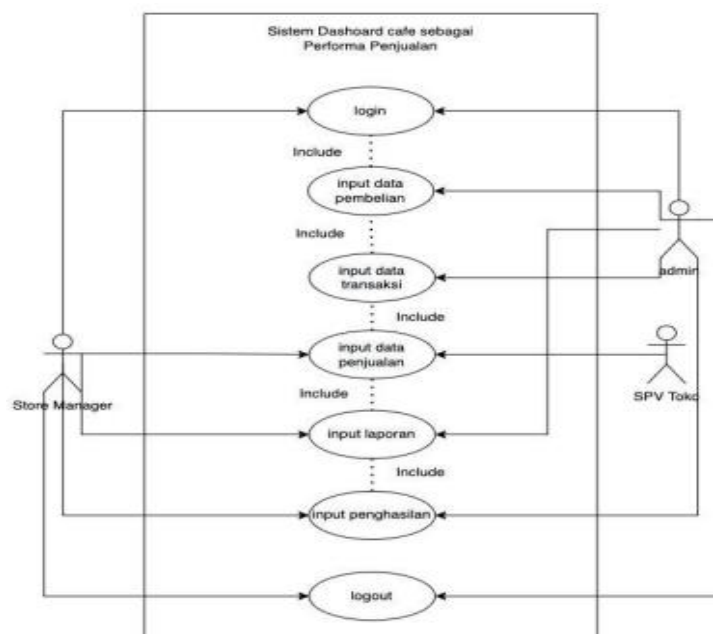 Sistem Dashoard cafe sebagai
Performa Penjualan
login
Include
input data
pembelian
Include
input data
transaksi
admin
Include
input data
penjualan
Include
Store Manager
SPV Toko
input laporan
Include
input penghasilan
logout